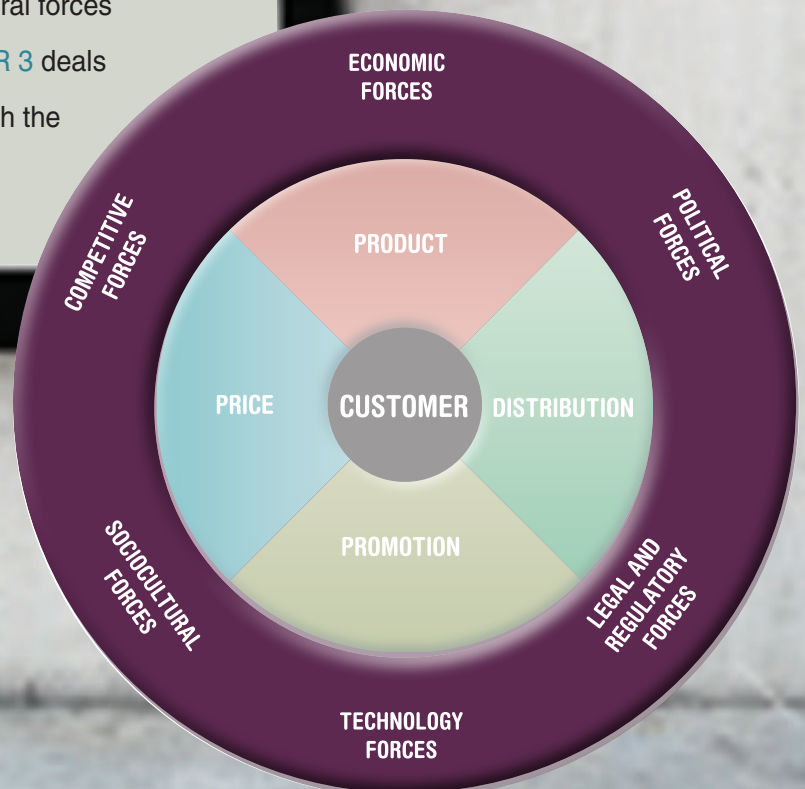 ral forces
R 3 deals
h the
ECONOMIC
FORCES
POLITICAL
FORCES
COMPETITIVE
FORCES
PRODUCT
PRICE
CUSTOMER
DISTRIBUTION
PROMOTION
SOCIOCULTURAL
FORCES
LEGAL AND
REGULATORY
FORCES
TECHNOLOGY
FORCES